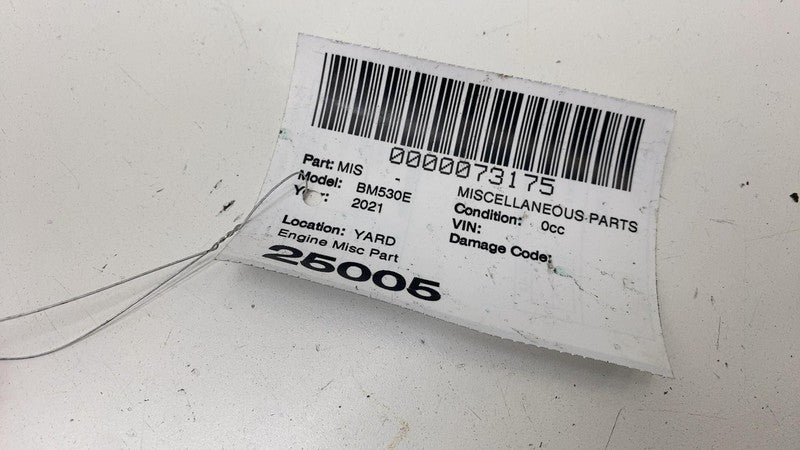 0000073175
Part: MIS - MISCELLANEOUS PARTS
Model: BM530E Condition: 0cc
2021 VIN:
Damage Code:
Location: YARD
Engine Misc Part
25005